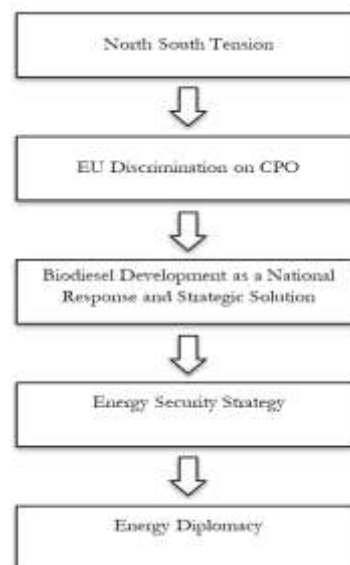 North South Tension
EU Discrimination on CPO
Biodiesel Development as a National
Response and Strategic Solution
Energy Security Strategy
Energy Diplomacy